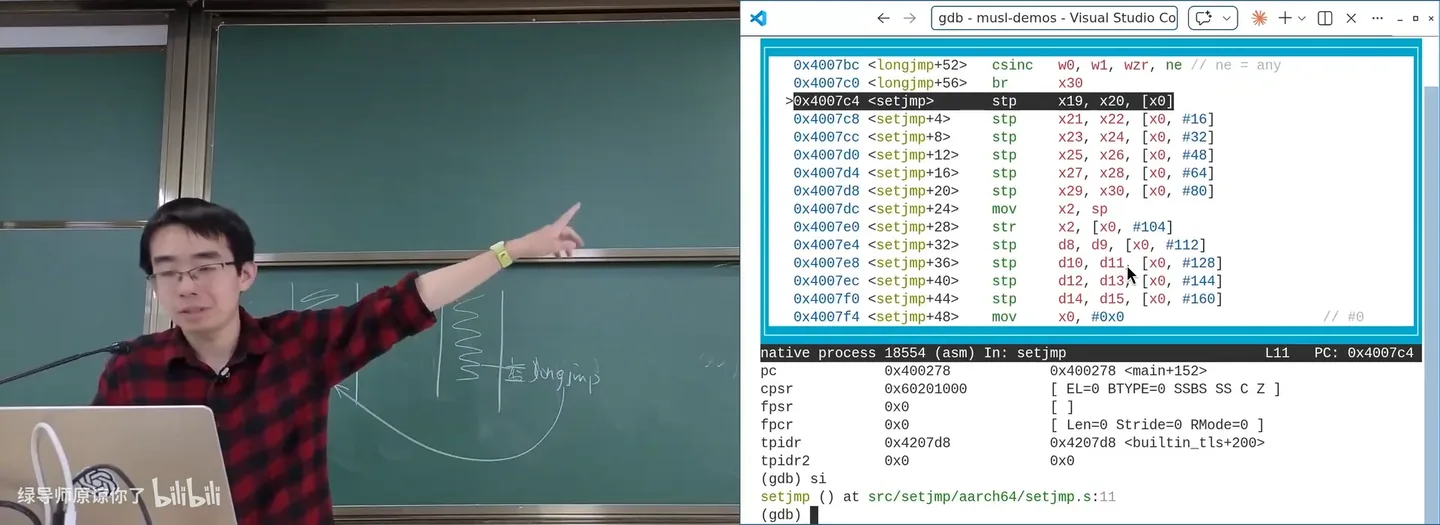 gdb - musl-demos - Visual Studio Co
0x4007bc <longjmp+52> csinc w0, w1, wzr, ne // ne = any
0x4007c0 <longjmp+56> br x30
>0x4007c4 <setjmp> stp x19, x20, [x0]
0x4007c8 <setjmp+4> stp x21, x22, [x0, #16]
0x4007cc <setjmp+8> stp x23, x24, [x0, #32]
0x4007d0 <setjmp+12> stp x25, x26, [x0, #48]
0x4007d4 <setjmp+16> stp x27, x28, [x0, #64]
0x4007d8 <setjmp+20> stp x29, x30, [x0, #80]
0x4007dc <setjmp+24> mov x2, sp
0x4007e0 <setjmp+28> str x2, [x0, #104]
0x4007e4 <setjmp+32> stp d8, d9, [x0, #112]
0x4007e8 <setjmp+36> stp d10, d11, [x0, #128]
0x4007ec <setjmp+40> stp d12, d13, [x0, #144]
0x4007f0 <setjmp+44> stp d14, d15, [x0, #160]
0x4007f4 <setjmp+48> mov x0, #0x0 // #0
native process 18554 (asm) In: setjmp L11 PC: 0x4007c4
pc 0x400278 0x400278 <main+152>
cpsr 0x60201000 [ EL=0 BTYPE=0 SSBS SS C Z ]
fpsr 0x0 [ ]
fpcr 0x0 [ Len=0 Stride=0 RMode=0 ]
tpidr 0x4207d8 0x4207d8 <builtin_tls+200>
tpidr2 0x0 0x0
(gdb) si
setjmp () at src/setjmp/aarch64/setjmp.s:11
(gdb)
longjmp
绿导师原谅你了 bilibili